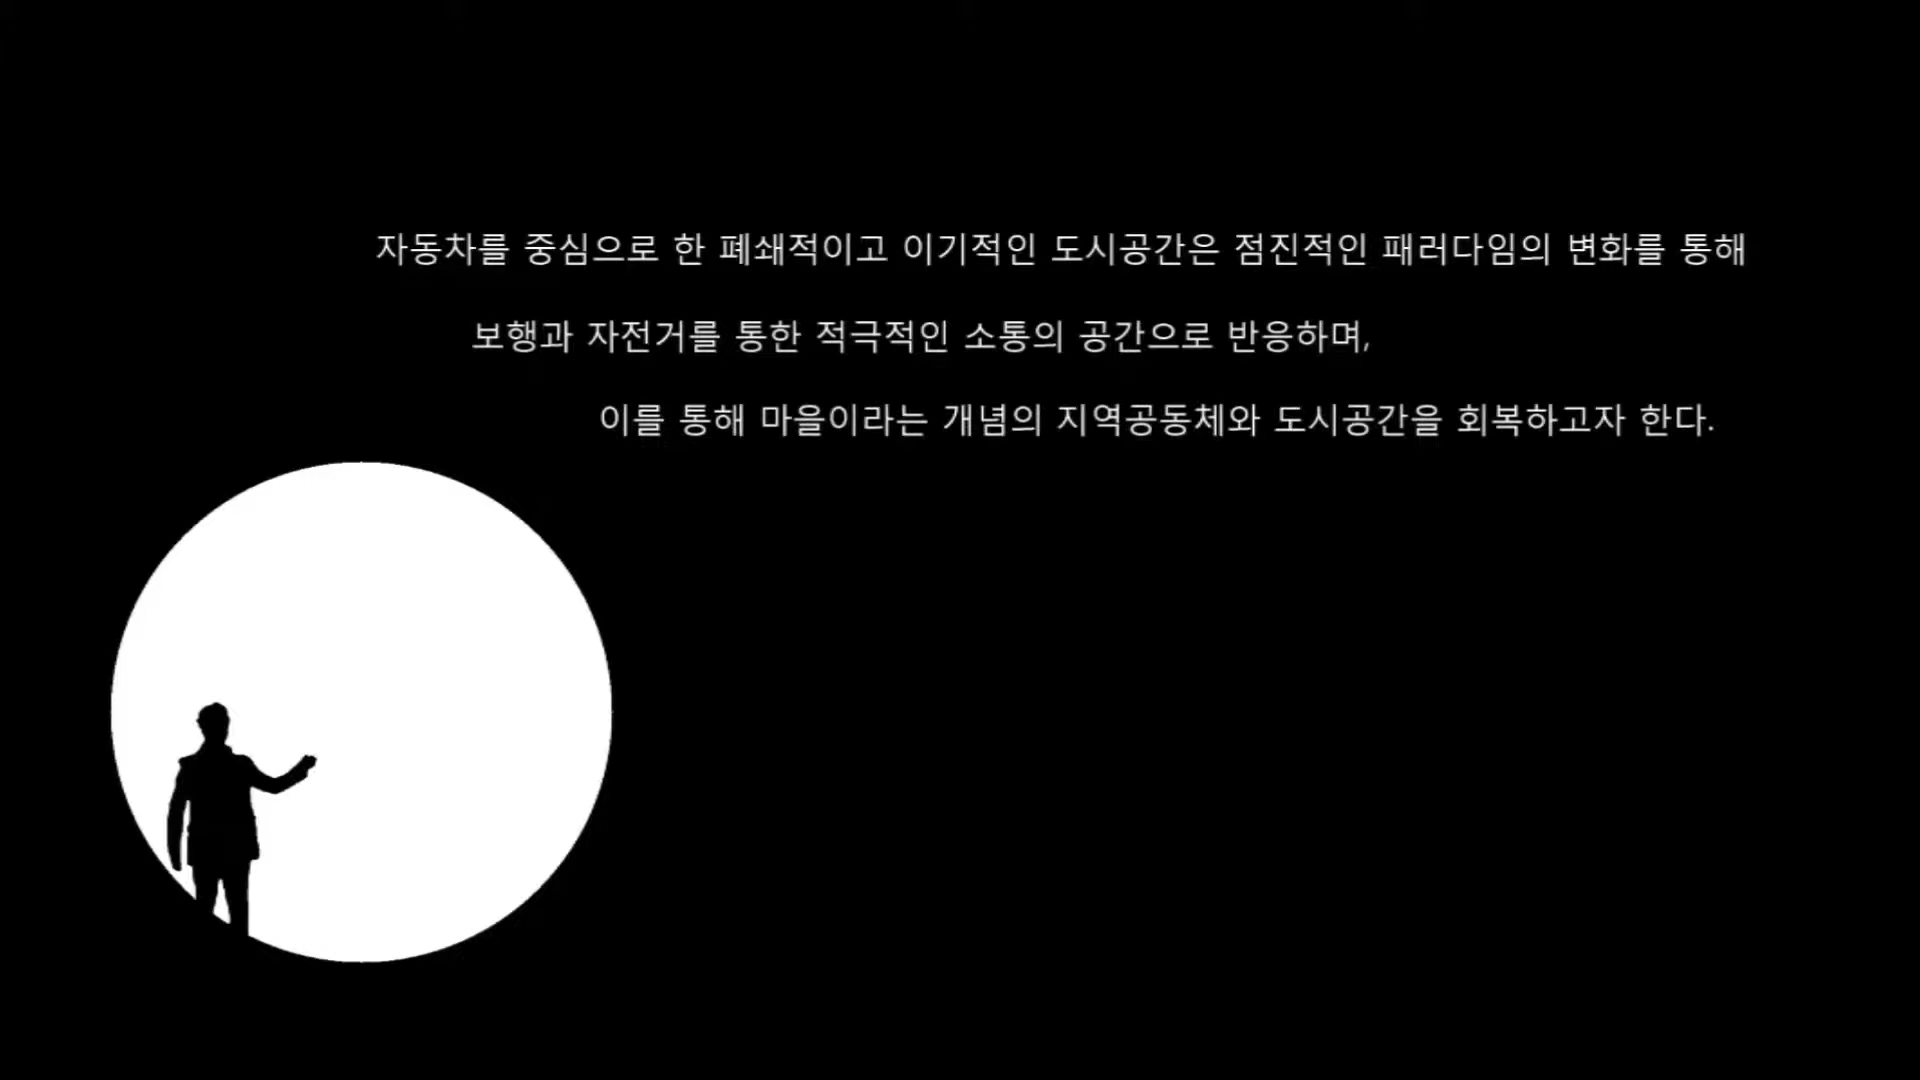 자동차를 중심으로 한 폐쇄적이고 이기적인 도시공간은 점진적인 패러다임의 변화를 통해
보행과 자전거를 통한 적극적인 소통의 공간으로 반응하며,
이를 통해 마을이라는 개념의 지역공동체와 도시공간을 회복하고자 한다.